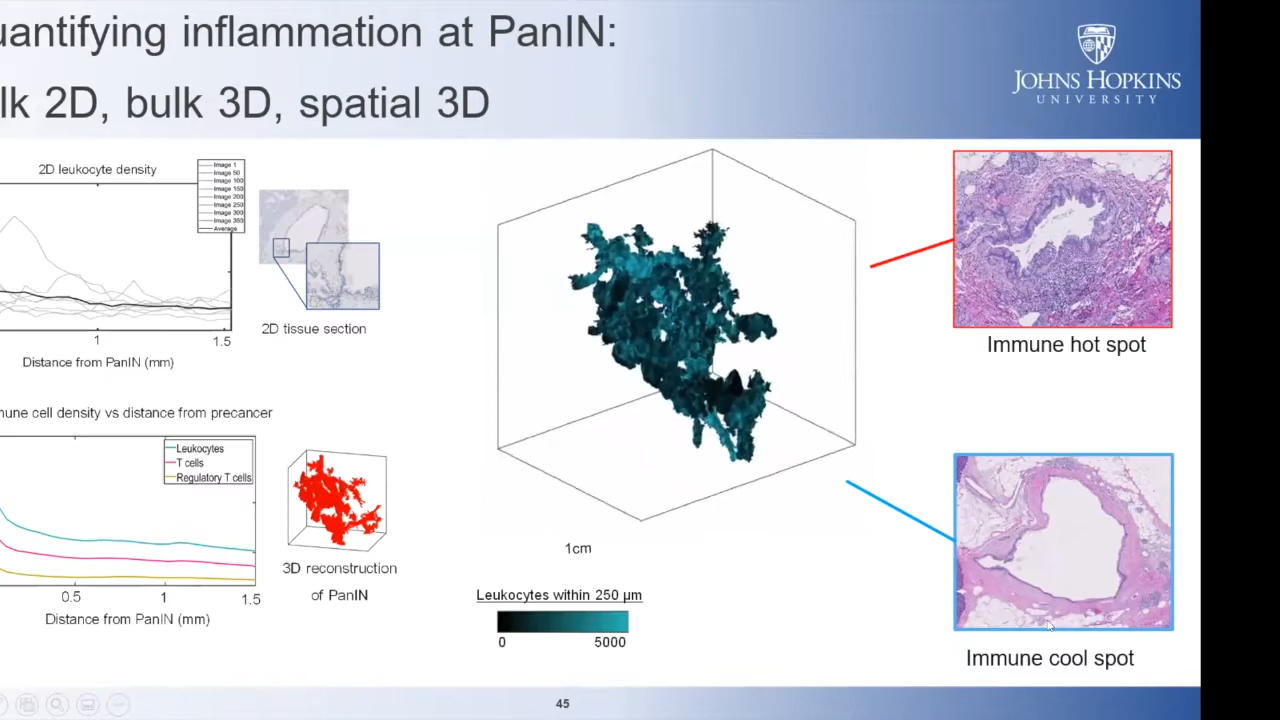 uantifying inflammation at PanIN:
lk 2D, bulk 3D, spatial 3D
JOHNS HOPKINS
UNIVERSITY
2D leukocyte density
Image 1
Image 50
Image 100
Image 150
Image 200
Image 250
Image 300
Image 350
Average
1
1.5
Distance from PanIN (mm)
2D tissue section
mune cell density vs distance from precancer
Leukocytes
T cells
Regulatory T cells
0.5
1
1.5
Distance from PanIN (mm)
3D reconstruction
of PanIN
1cm
Leukocytes within 250 μm
0
5000
Immune hot spot
Immune cool spot
45